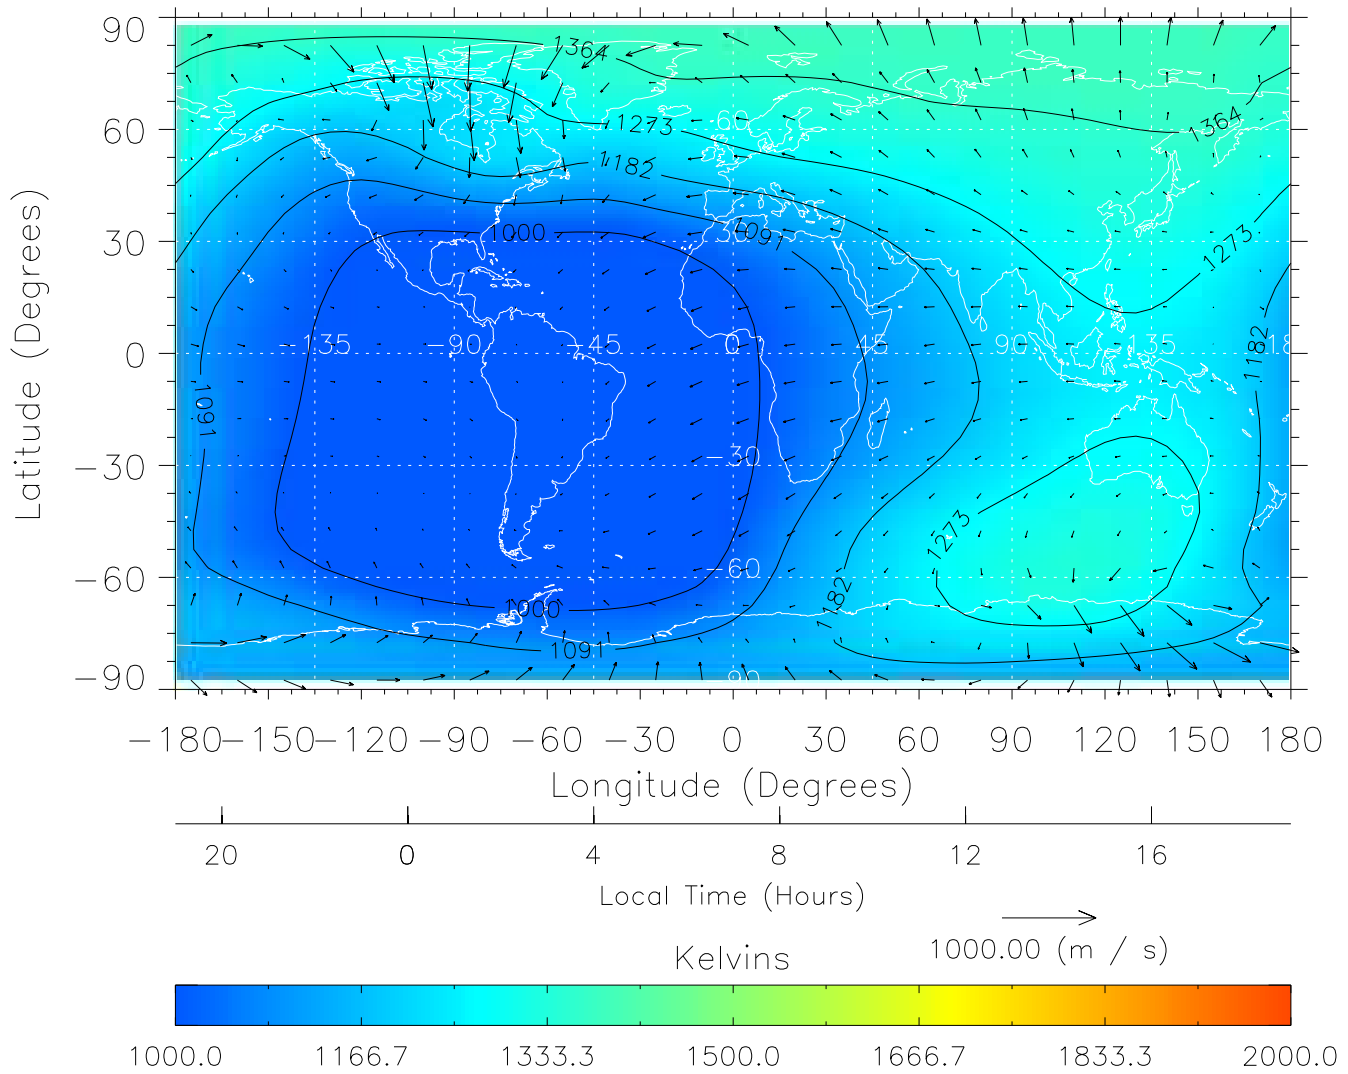 90
60
30
0
−30
−60
−90
Latitude (Degrees)
1364
1273
1182
1000
1091
1364
1273
1182
1091
1273
1182
1000
1091
60
30
−135 −90 −45 0 45 90 135
−30
−60
−90
−180 −150 −120 −90 −60 −30 0 30 60 90 120 150 180
Longitude (Degrees)
20 0 4 8 12 16
Local Time (Hours)
1000.00 (m / s)
Kelvins
1000.0 1166.7 1333.3 1500.0 1666.7 1833.3 2000.0